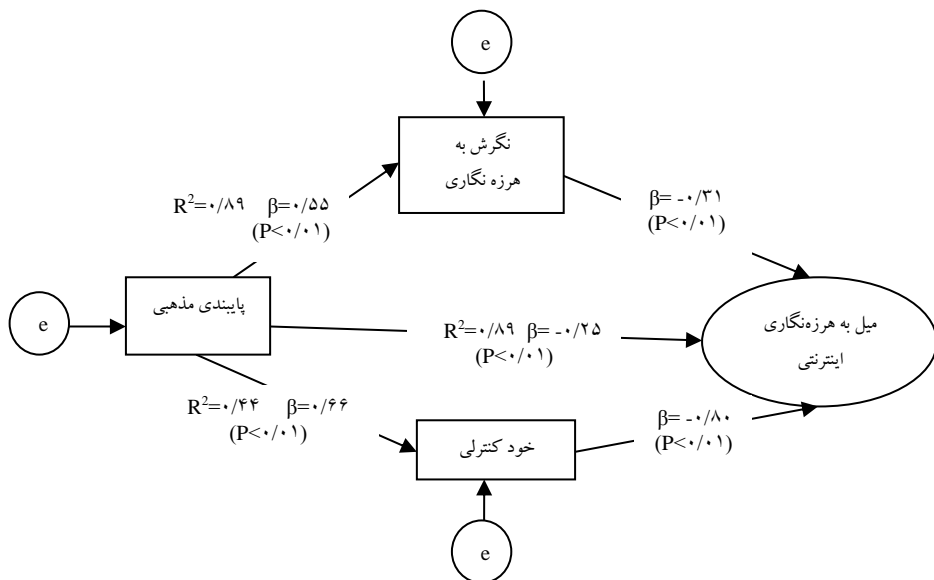 e
نگرش به
هرزه نگاری
R²=۰/۸۹ β=۰/۵۵
(P<۰/۰۱)
β= -۰/۳۱
(P<۰/۰۱)
e
پایبندی مذهبی
R²=۰/۸۹ β= -۰/۲۵
(P<۰/۰۱)
میل به هرزه‌نگاری
اینترنتی
R²=۰/۴۴ β=۰/۶۶
(P<۰/۰۱)
خود کنترلی
β= -۰/۸۰
(P<۰/۰۱)
e